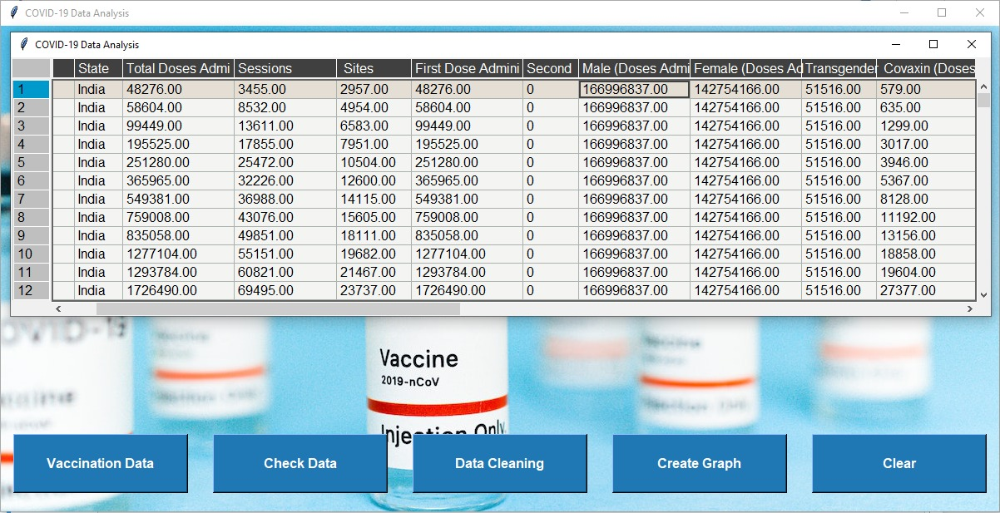 COVID-19 Data Analysis
COVID-19 Data Analysis
State Total Doses Admi Sessions Sites First Dose Admini Second Male (Doses Admi Female (Doses Ad Transgender Covaxin (Doses
1 India 48276.00 3455.00 2957.00 48276.00 0 166996837.00 142754166.00 51516.00 579.00
2 India 58604.00 8532.00 4954.00 58604.00 0 166996837.00 142754166.00 51516.00 635.00
3 India 99449.00 13611.00 6583.00 99449.00 0 166996837.00 142754166.00 51516.00 1299.00
4 India 195525.00 17855.00 7951.00 195525.00 0 166996837.00 142754166.00 51516.00 3017.00
5 India 251280.00 25472.00 10504.00 251280.00 0 166996837.00 142754166.00 51516.00 3946.00
6 India 365965.00 32226.00 12600.00 365965.00 0 166996837.00 142754166.00 51516.00 5367.00
7 India 549381.00 36988.00 14115.00 549381.00 0 166996837.00 142754166.00 51516.00 8128.00
8 India 759008.00 43076.00 15605.00 759008.00 0 166996837.00 142754166.00 51516.00 11192.00
9 India 835058.00 49851.00 18111.00 835058.00 0 166996837.00 142754166.00 51516.00 13156.00
10 India 1277104.00 55151.00 19682.00 1277104.00 0 166996837.00 142754166.00 51516.00 18858.00
11 India 1293784.00 60821.00 21467.00 1293784.00 0 166996837.00 142754166.00 51516.00 19604.00
12 India 1726490.00 69495.00 23737.00 1726490.00 0 166996837.00 142754166.00 51516.00 27377.00
OVID-19
Vaccine
2019-nCoV
Injection Only
Vaccination Data Check Data Data Cleaning Create Graph Clear